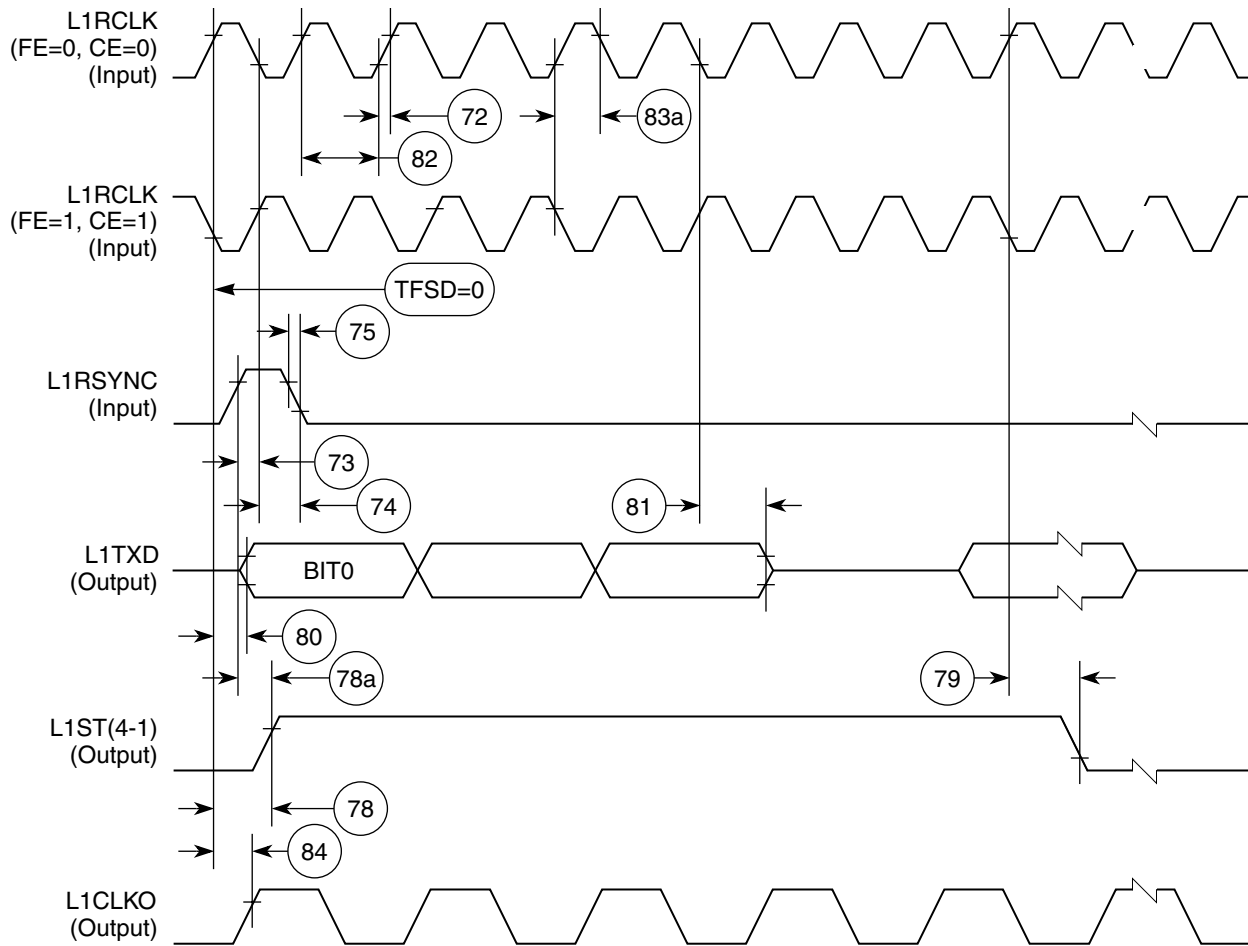 L1RCLK
(FE=0, CE=0)
(Input)
72
83a
82
L1RCLK
(FE=1, CE=1)
(Input)
TFSD=0
75
L1RSYNC
(Input)
73
74
81
L1TXD
(Output)
BIT0
80
78a
79
L1ST(4-1)
(Output)
78
84
L1CLKO
(Output)